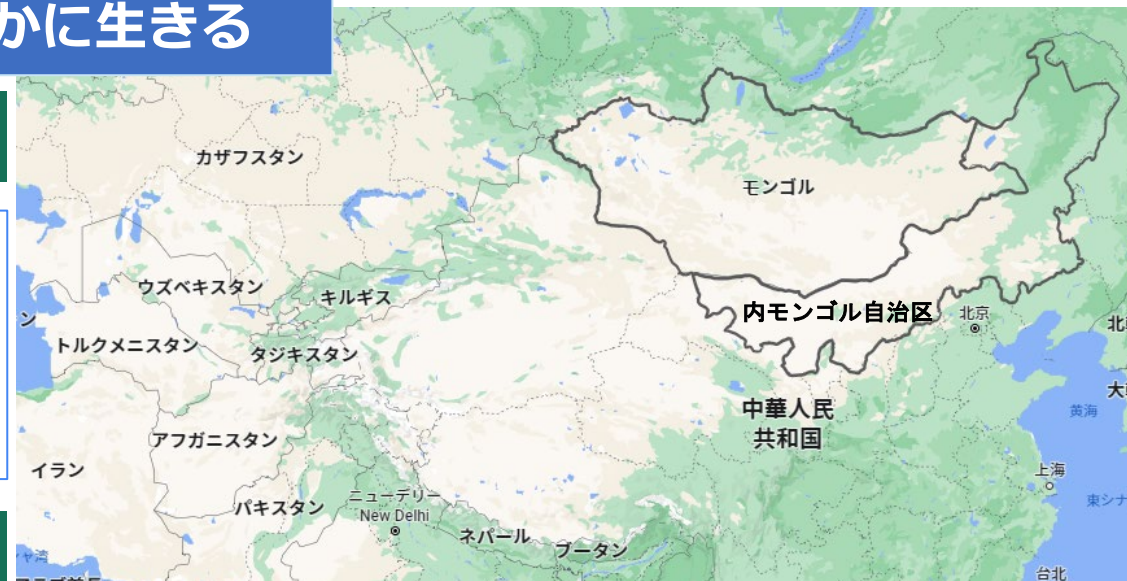 かに生きる
カザフスタン
モンゴル
ウズベキスタン
キルギス
内モンゴル自治区
北京
ン
トルクメニスタン
タジキスタン
中華人民
共和国
黄海
アフガニスタン
イラン
上海
パキスタン
ニューデリー
New Delhi
東シナ
ネパール
ブータン
台北